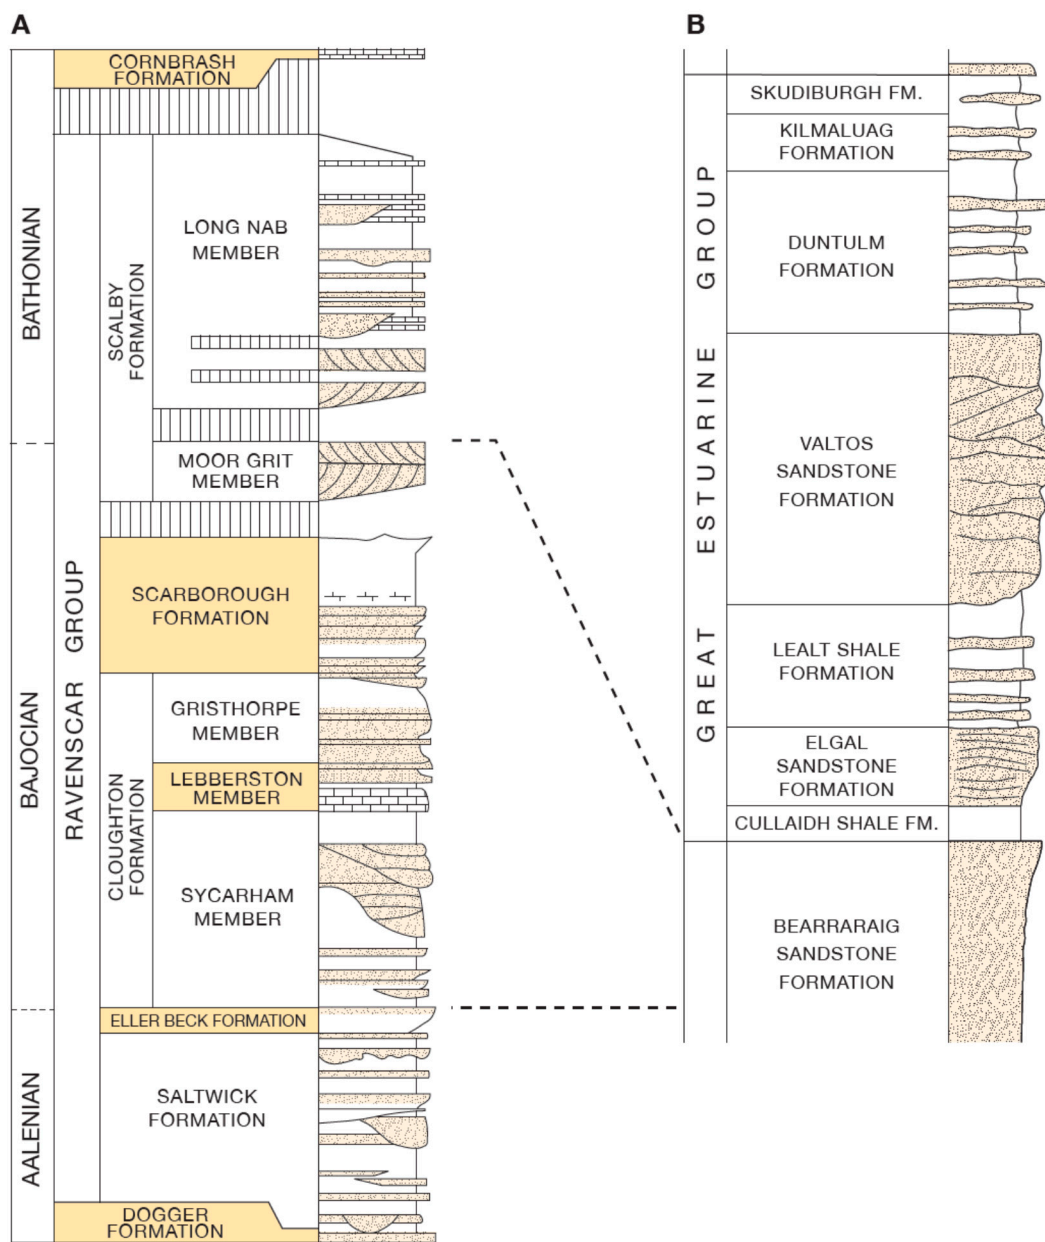 A
CORNBRASH
FORMATION
BATHONIAN
SCALBY
FORMATION
LONG NAB
MEMBER
MOOR GRIT
MEMBER
BAJOCIAN
RAVENSCAR GROUP
SCARBOROUGH
FORMATION
CLOUGHTON
FORMATION
GRISTHORPE
MEMBER
LEBBERSTON
MEMBER
SYCARHAM
MEMBER
ELLER BECK FORMATION
AALENIAN
SALTWICK
FORMATION
DOGGER
FORMATION
B
GREAT ESTUARINE GROUP
SKUDIBURGH FM.
KILMALUAG
FORMATION
DUNTULM
FORMATION
VALTOS
SANDSTONE
FORMATION
LEALT SHALE
FORMATION
ELGAL
SANDSTONE
FORMATION
CULLAIDH SHALE FM.
BEARRARAIG
SANDSTONE
FORMATION